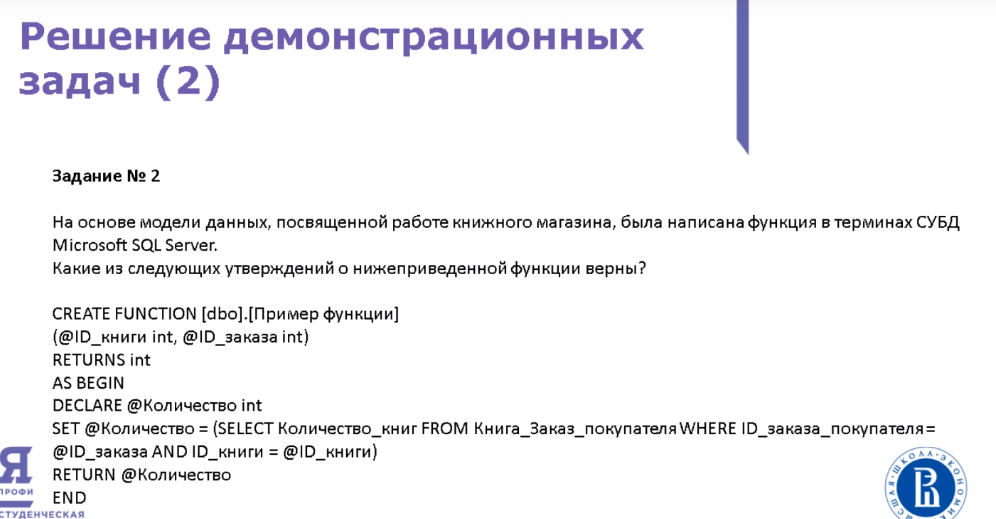 Решение демонстрационных
задач (2)
Задание № 2
На основе модели данных, посвященной работе книжного магазина, была написана функция в терминах СУБД
Microsoft SQL Server.
Какие из следующих утверждений о нижеприведенной функции верны?
CREATE FUNCTION [dbo].[Пример функции]
(@ID_книги int, @ID_заказа int)
RETURNS int
AS BEGIN
DECLARE @Количество int
SET @Количество = (SELECT Количество_книг FROM Книга_Заказ_покупателя WHERE ID_заказа_покупателя =
@ID_заказа AND ID_книги = @ID_книги)
RETURN @Количество
END
Я
ПРОФИ
СТУДЕНЧЕСКАЯ